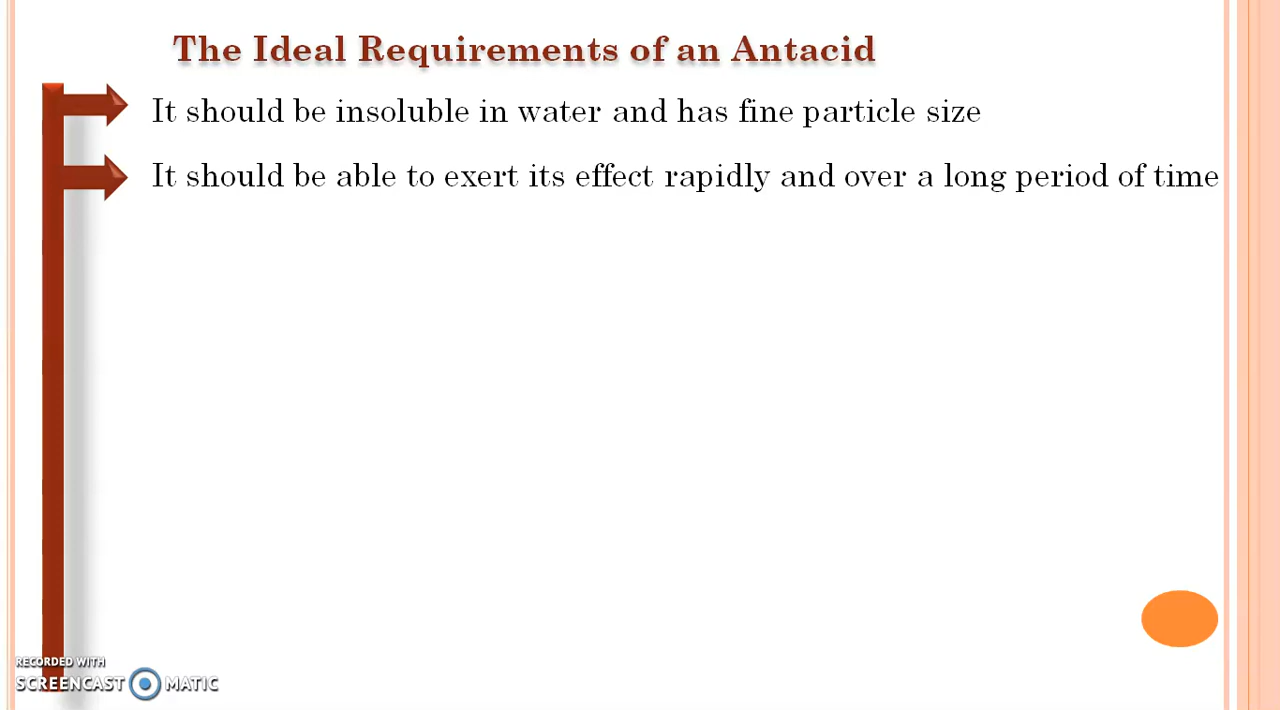 The Ideal Requirements of an Antacid
It should be insoluble in water and has fine particle size
It should be able to exert its effect rapidly and over a long period of time
RECORDED WITH
SCREENCAST MATIC